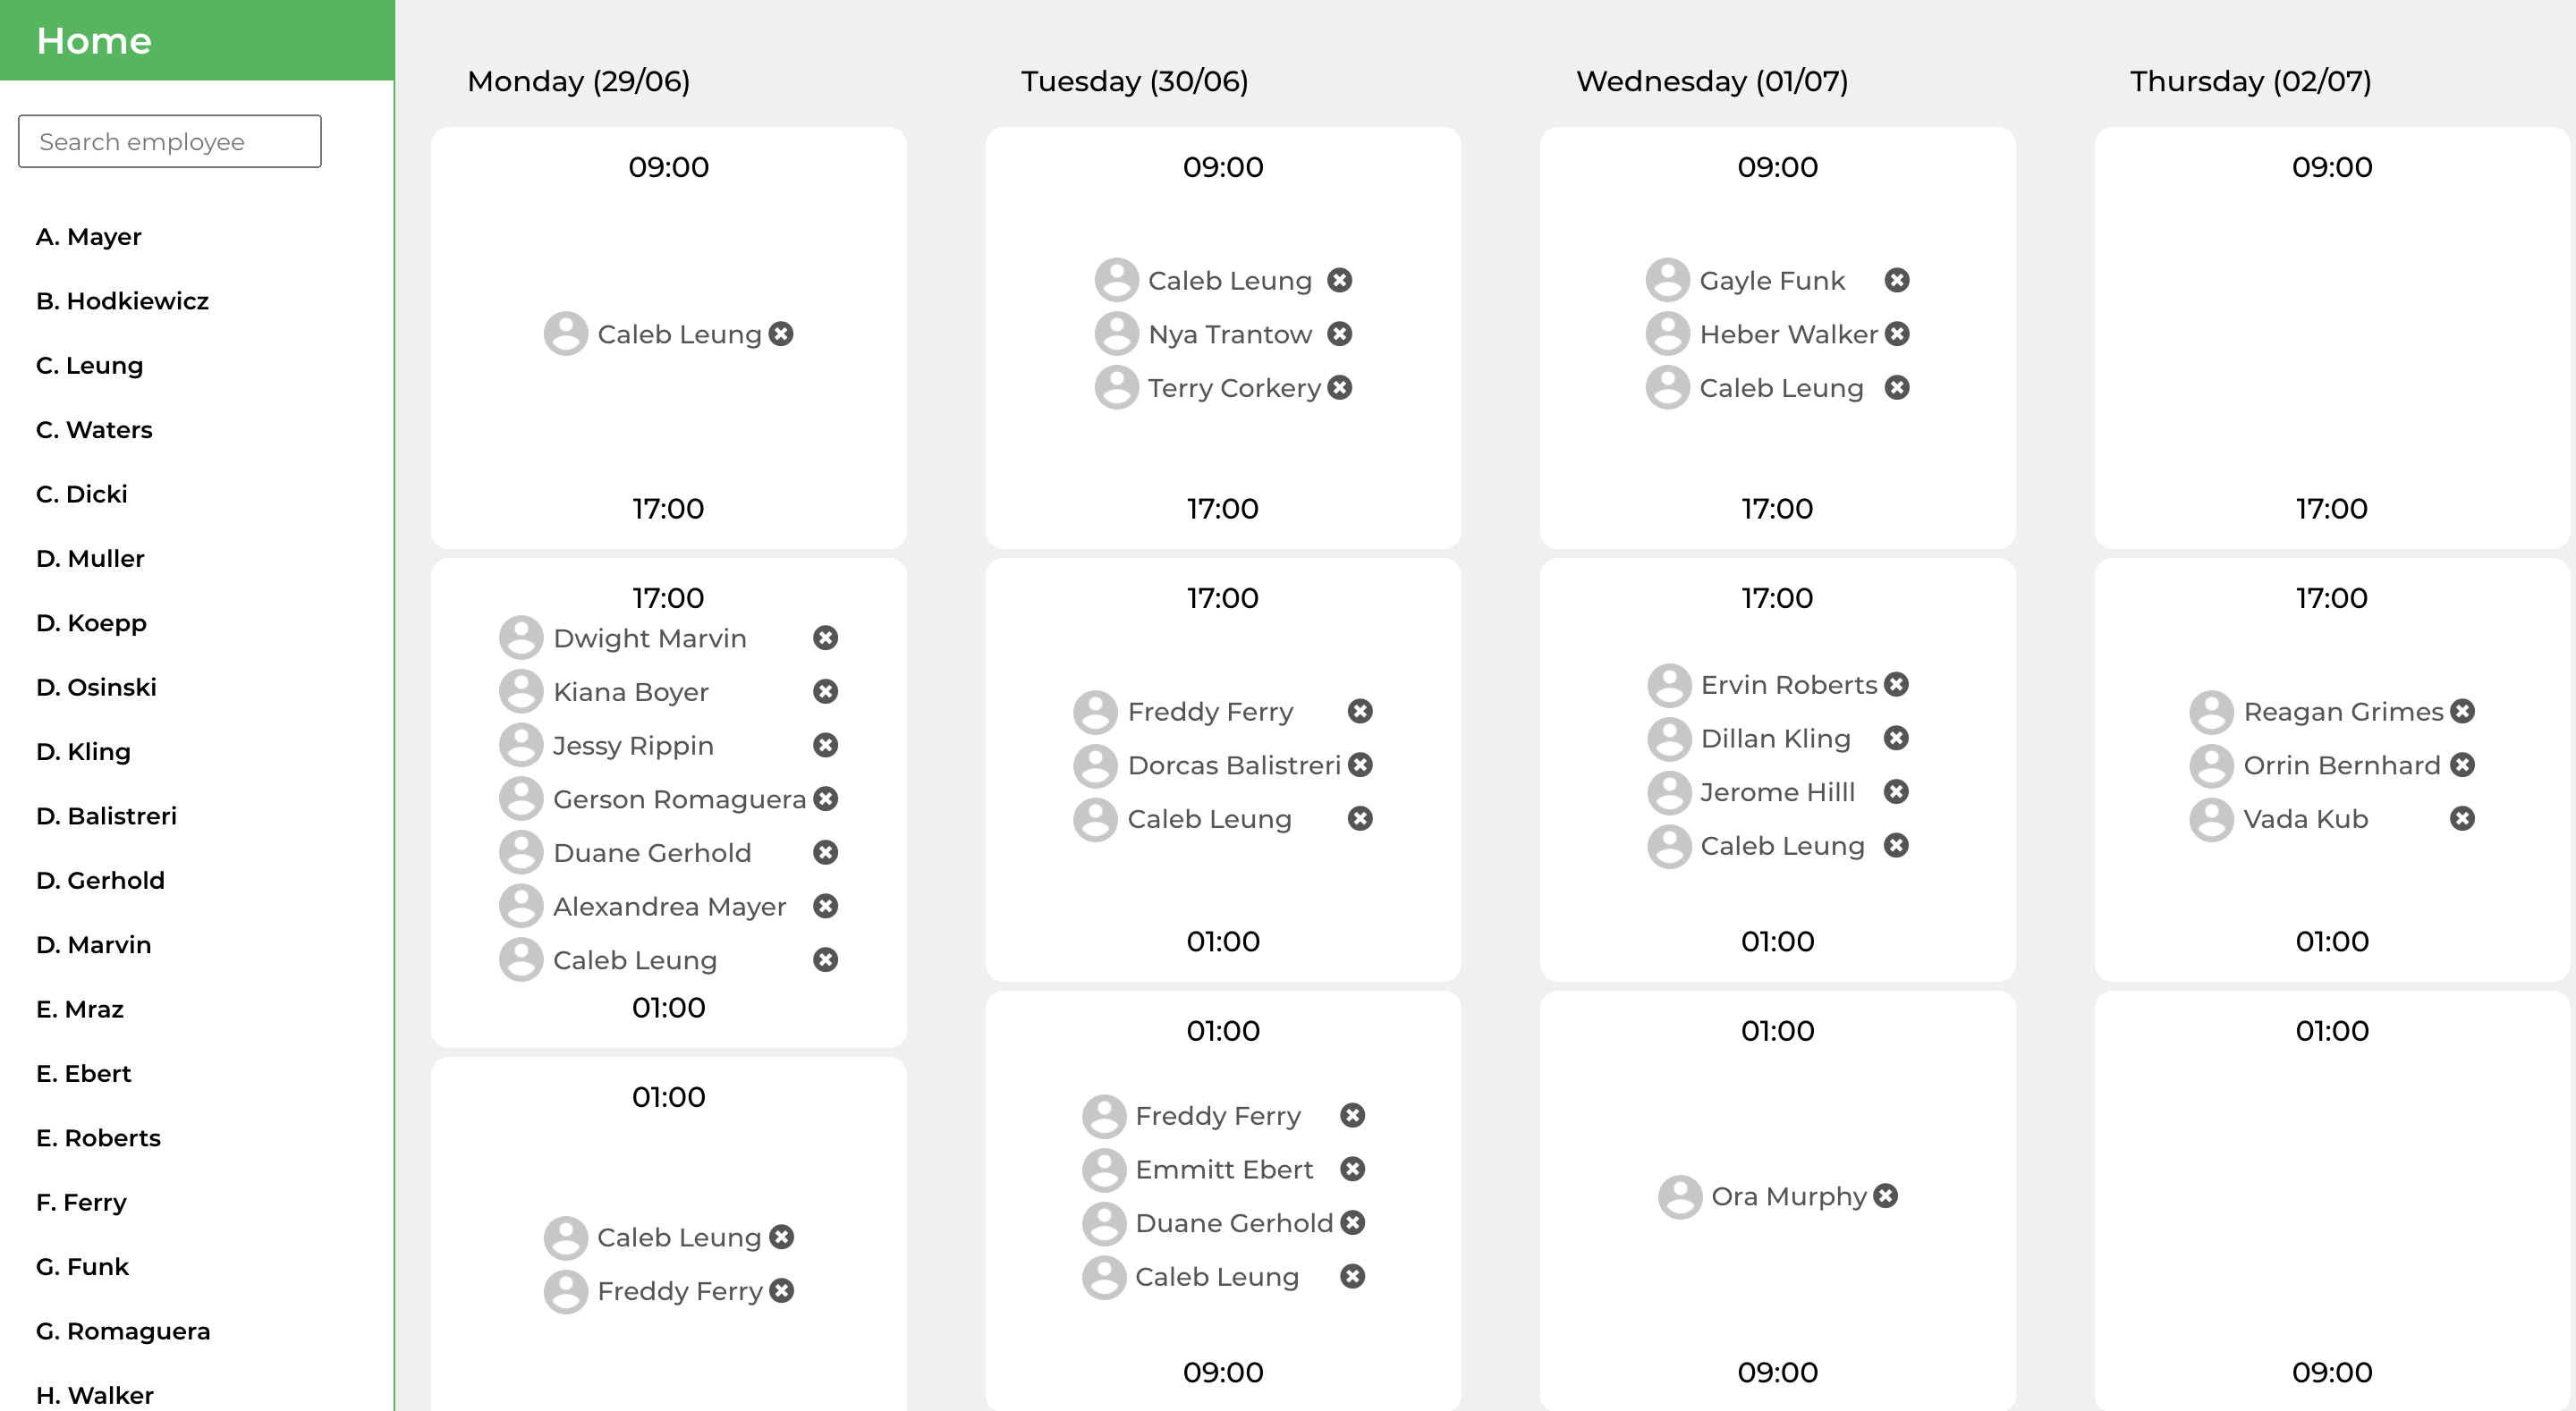 Home
Search employee
A. Mayer
B. Hodkiewicz
C. Leung
C. Waters
C. Dicki
D. Muller
D. Koepp
D. Osinski
D. Kling
D. Balistreri
D. Gerhold
D. Marvin
E. Mraz
E. Ebert
E. Roberts
F. Ferry
G. Funk
G. Romaguera
H. Walker
Monday (29/06)
09:00
Caleb Leung
17:00
17:00
Dwight Marvin
Kiana Boyer
Jessy Rippin
Gerson Romaguera
Duane Gerhold
Alexandrea Mayer
Caleb Leung
01:00
01:00
Caleb Leung
Freddy Ferry
Tuesday (30/06)
09:00
Caleb Leung
Nya Trantow
Terry Corkery
17:00
17:00
Freddy Ferry
Dorcas Balistreri
Caleb Leung
01:00
01:00
Freddy Ferry
Emmitt Ebert
Duane Gerhold
Caleb Leung
09:00
Wednesday (01/07)
09:00
Gayle Funk
Heber Walker
Caleb Leung
17:00
17:00
Ervin Roberts
Dillan Kling
Jerome Hilll
Caleb Leung
01:00
01:00
Ora Murphy
09:00
Thursday (02/07)
09:00
17:00
17:00
Reagan Grimes
Orrin Bernhard
Vada Kub
01:00
01:00
09:00